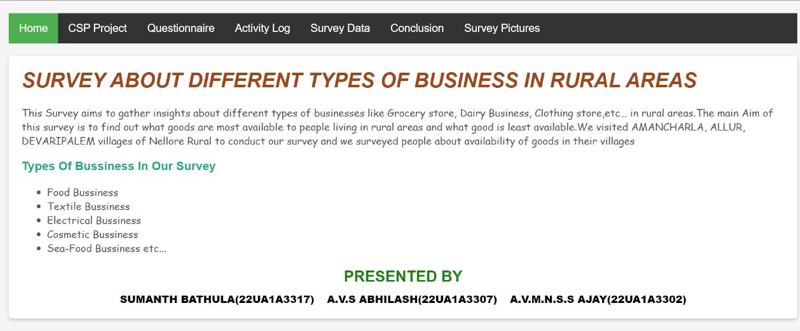 Home CSP Project Questionnaire Activity Log Survey Data Conclusion Survey Pictures
SURVEY ABOUT DIFFERENT TYPES OF BUSINESS IN RURAL AREAS
This Survey aims to gather insights about different types of businesses like Grocery store, Dairy Business, Clothing store,etc... in rural areas.The main Aim of
this survey is to find out what goods are most available to people living in rural areas and what good is least available.We visited AMANCHARLA, ALLUR,
DEVARIPALEM villages of Nellore Rural to conduct our survey and we surveyed people about availability of goods in their villages
Types Of Bussiness In Our Survey
• Food Bussiness
• Textile Bussiness
• Electrical Bussiness
• Cosmetic Bussiness
• Sea-Food Bussiness etc...
PRESENTED BY
SUMANTH BATHULA(22UA1A3317) A.V.S ABHILASH(22UA1A3307) A.V.M.N.S.S AJAY(22UA1A3302)